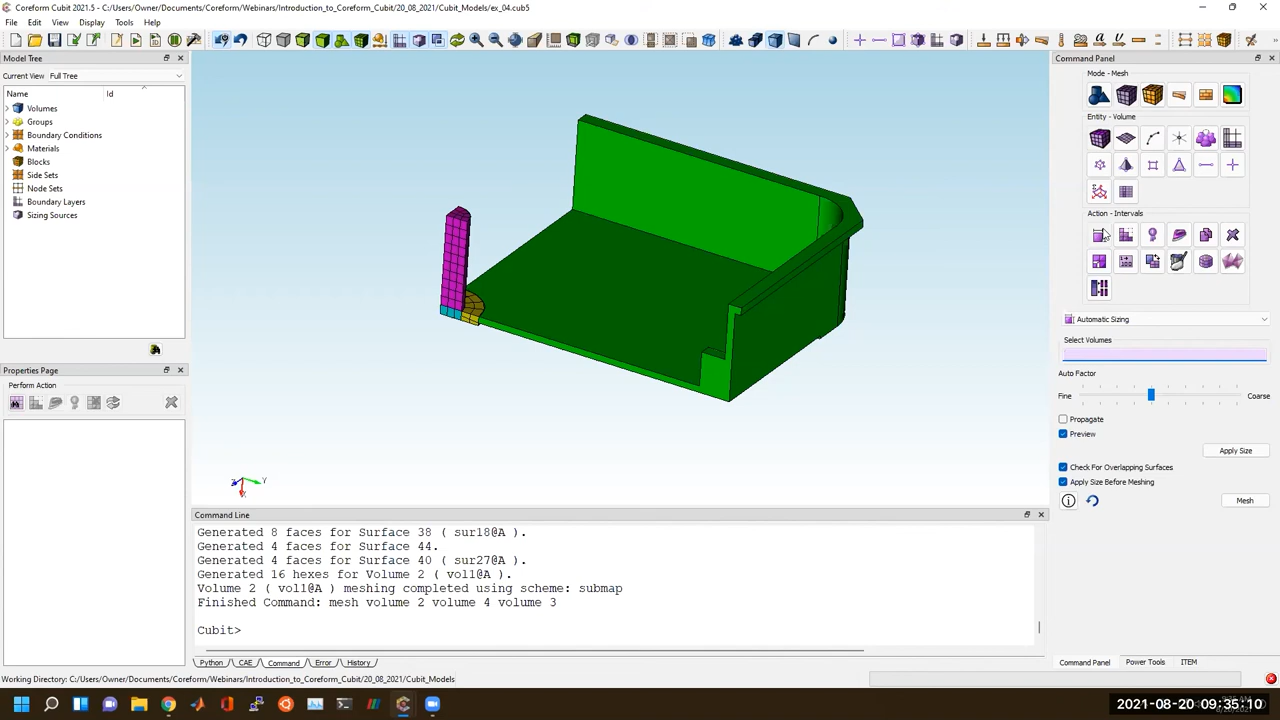 Coreform Cubit 2021.5 - C:/Users/Owner/Documents/Coreform/Webinars/Introduction_to_Coreform_Cubit/20_08_2021/Cubit_Models/ex_04.cub5
File Edit View Display Tools Help
Model Tree
Current View Full Tree
Name Id
Volumes
Groups
Boundary Conditions
Materials
Blocks
Side Sets
Node Sets
Boundary Layers
Sizing Sources
Properties Page
Perform Action
Y
Command Line
Generated 8 faces for Surface 38 ( sur18@A ).
Generated 4 faces for Surface 44.
Generated 4 faces for Surface 40 ( sur27@A ).
Generated 16 hexes for Volume 2 ( vol1@A ).
Volume 2 ( vol1@A ) meshing completed using scheme: submap
Finished Command: mesh volume 2 volume 4 volume 3
Cubit>
Python CAE Command Error History
Command Panel
Mode - Mesh
Entity - Volume
Action - Intervals
Automatic Sizing
Select Volumes
Auto Factor
Fine Coarse
Propagate
Preview
Apply Size
Check For Overlapping Surfaces
Apply Size Before Meshing
Mesh
Command Panel Power Tools ITEM
Working Directory: C:/Users/Owner/Documents/Coreform/Webinars/Introduction_to_Coreform_Cubit/20_08_2021/Cubit_Models
2021-08-20 09:35:10